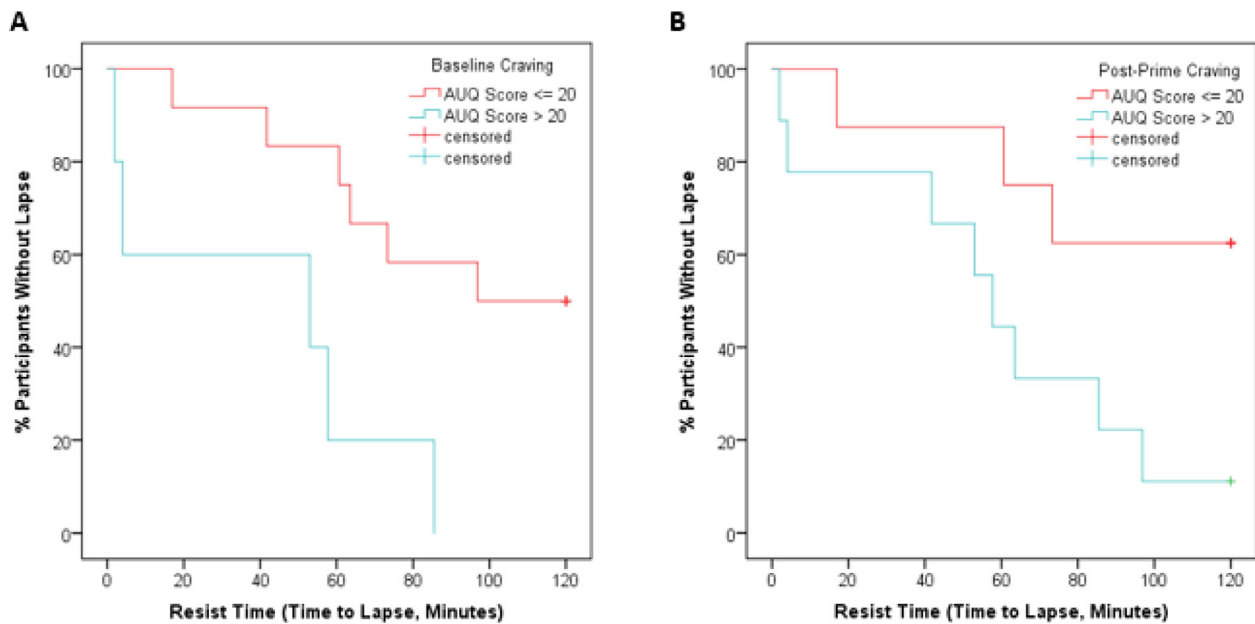 A
Baseline Craving
AUQ Score <= 20
AUQ Score > 20
censored
censored
100
80
60
40
20
0
% Participants Without Lapse
0 20 40 60 80 100 120
Resist Time (Time to Lapse, Minutes)
B
Post-Prime Craving
AUQ Score <= 20
AUQ Score > 20
censored
censored
100
80
60
40
20
0
% Participants Without Lapse
0 20 40 60 80 100 120
Resist Time (Time to Lapse, Minutes)